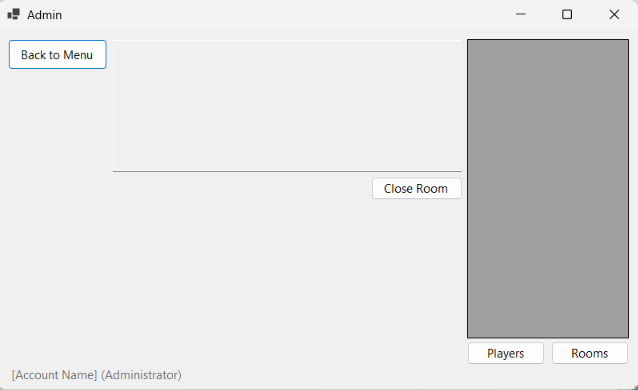 Admin
Back to Menu
Close Room
Players
Rooms
[Account Name] (Administrator)